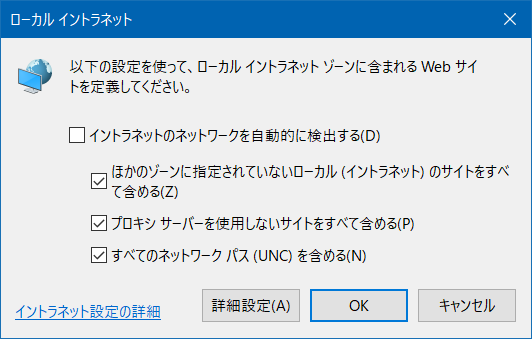 ローカル イントラネット
以下の設定を使って、ローカル イントラネット ゾーンに含まれる Web サイ
トを定義してください。
イントラネットのネットワークを自動的に検出する(D)
ほかのゾーンに指定されていないローカル (イントラネット) のサイトをすべ
て含める(Z)
プロキシ サーバーを使用しないサイトをすべて含める(P)
すべてのネットワーク パス (UNC) を含める(N)
イントラネット設定の詳細
詳細設定(A)
OK
キャンセル